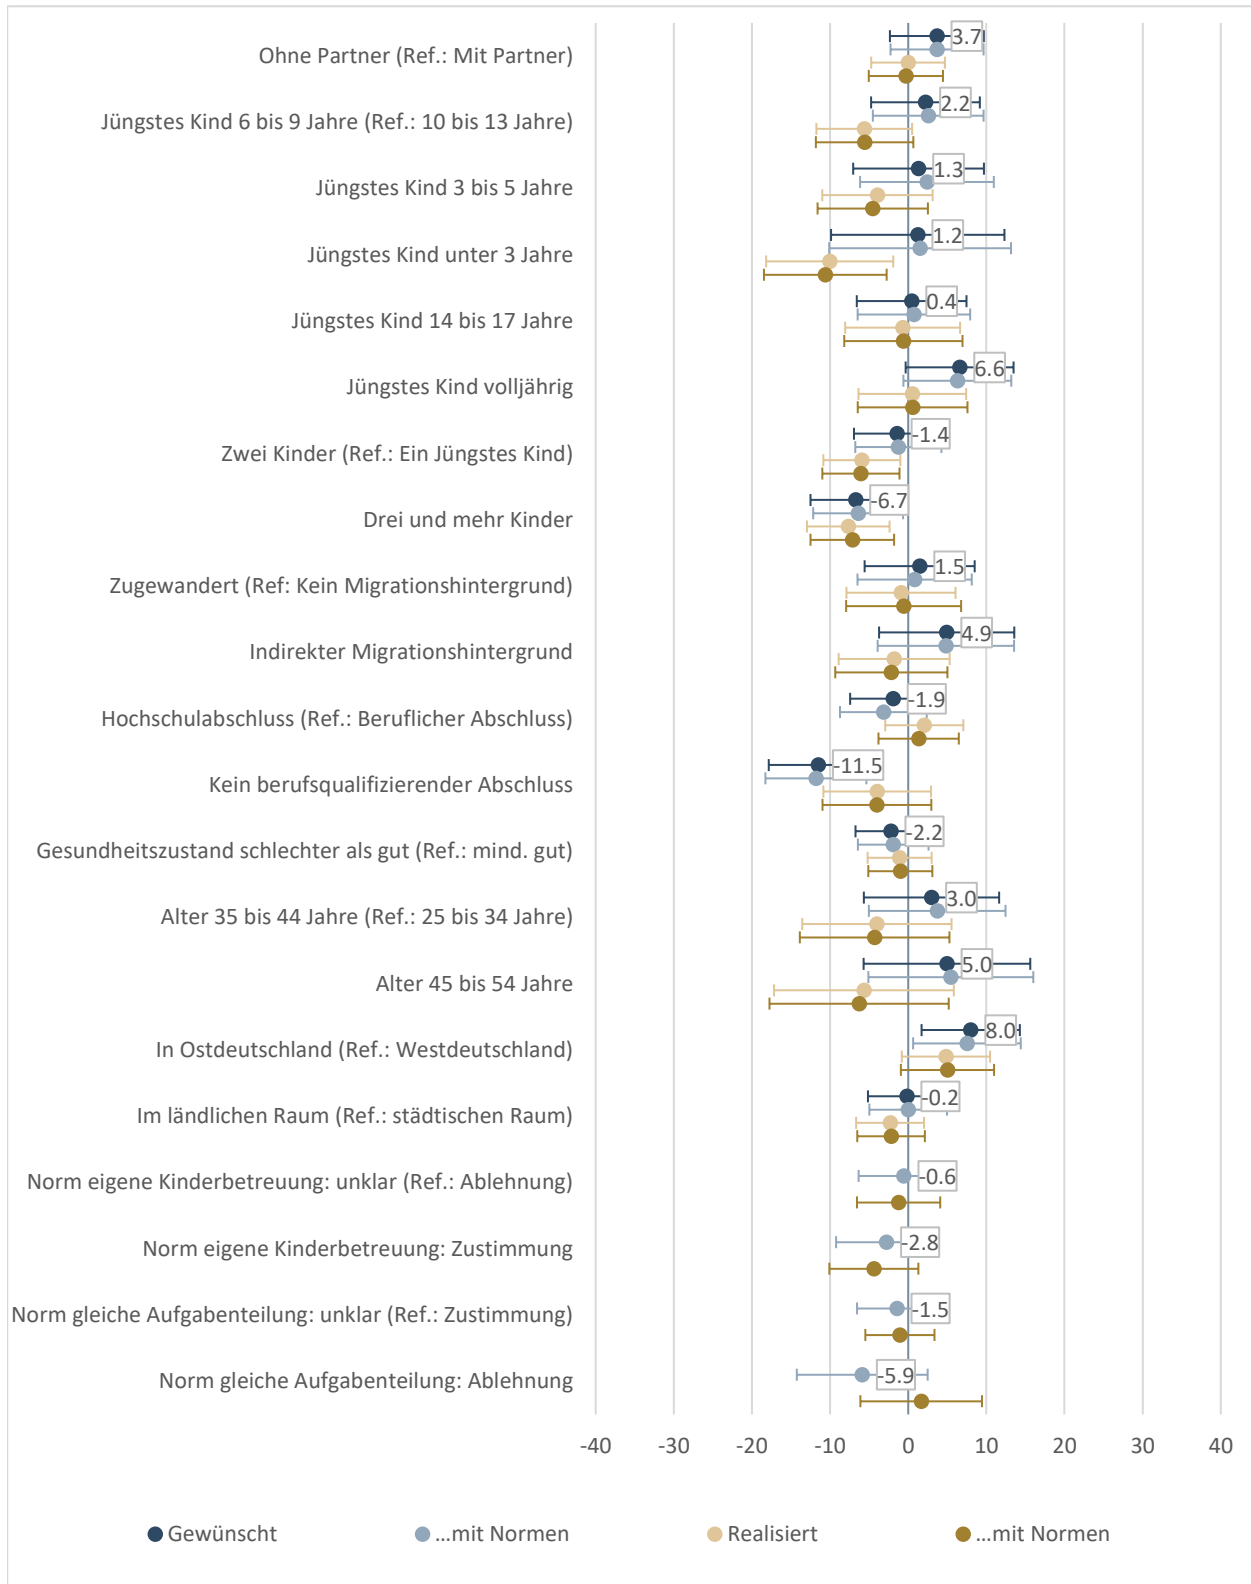 Ohne Partner (Ref.: Mit Partner) 3.7
Jüngstes Kind 6 bis 9 Jahre (Ref.: 10 bis 13 Jahre) 2.2
Jüngstes Kind 3 bis 5 Jahre 1.3
Jüngstes Kind unter 3 Jahre 1.2
Jüngstes Kind 14 bis 17 Jahre 0.4
Jüngstes Kind volljährig 6.6
Zwei Kinder (Ref.: Ein Jüngstes Kind) -1.4
Drei und mehr Kinder -6.7
Zugewandert (Ref: Kein Migrationshintergrund) 1.5
Indirekter Migrationshintergrund 4.9
Hochschulabschluss (Ref.: Beruflicher Abschluss) -1.9
Kein berufsqualifizierender Abschluss -11.5
Gesundheitszustand schlechter als gut (Ref.: mind. gut) -2.2
Alter 35 bis 44 Jahre (Ref.: 25 bis 34 Jahre) 3.0
Alter 45 bis 54 Jahre 5.0
In Ostdeutschland (Ref.: Westdeutschland) 8.0
Im ländlichen Raum (Ref.: städtischen Raum) -0.2
Norm eigene Kinderbetreuung: unklar (Ref.: Ablehnung) -0.6
Norm eigene Kinderbetreuung: Zustimmung -2.8
Norm gleiche Aufgabenteilung: unklar (Ref.: Zustimmung) -1.5
Norm gleiche Aufgabenteilung: Ablehnung -5.9
-40 -30 -20 -10 0 10 20 30 40
Gewünscht ...mit Normen Realisiert ...mit Normen